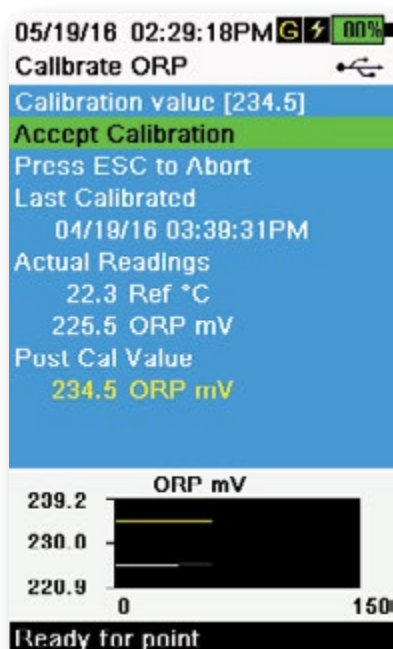 05/19/16 02:29:18PM G 00%
Calibrate ORP
Calibration value [234.5]
Accept Calibration
Press ESC to Abort
Last Calibrated
04/19/16 03:39:31PM
Actual Readings
22.3 Ref °C
225.5 ORP mV
Post Cal Value
234.5 ORP mV
ORP mV
239.2
230.0
220.9
0 150
Ready for point